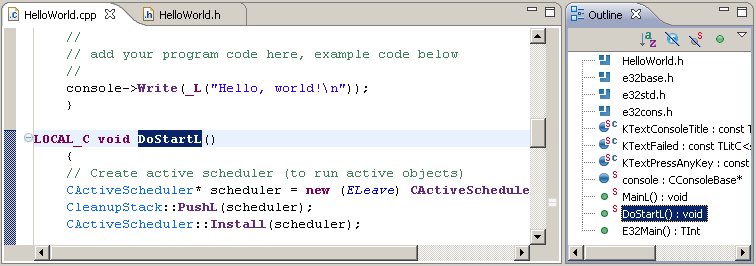 HelloWorld.cpp
HelloWorld.h
//
// add your program code here, example code below
//
console->Write(_L("Hello, world!\n"));
}
LOCAL_C void DoStartL()
{
// Create active scheduler (to run active objects)
CActiveScheduler* scheduler = new (ELeave) CActiveSchedule
CleanupStack::PushL(scheduler);
CActiveScheduler::Install(scheduler);
Outline
HelloWorld.h
e32base.h
e32std.h
e32cons.h
KTextConsoleTitle : const T
KTextFailed : const TLitC<
KTextPressAnyKey : const
console : CConsoleBase*
MainL() : void
DoStartL() : void
E32Main() : TInt